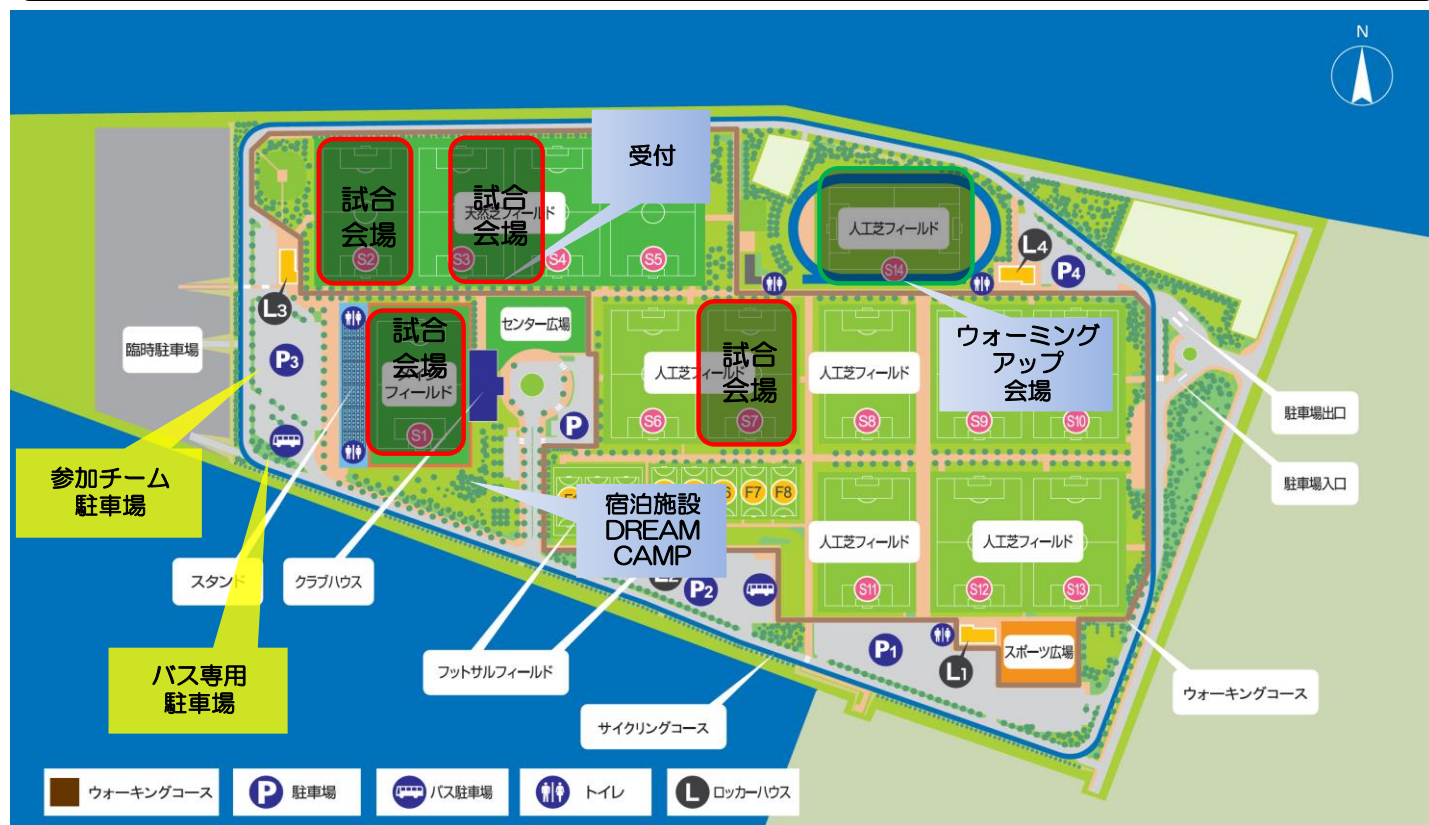 N
受付
試合
会場
試合
会場
天然芝フィールド
S2
S3
S4
S5
人工芝フィールド
S14
L4
P4
L3
臨時駐車場
P3
試合
会場
フィールド
S1
センター広場
P
人工芝フィールド
試合
会場
S6
S7
人工芝フィールド
S8
S9
S10
ウォーミング
アップ
会場
駐車場出口
駐車場入口
参加チーム
駐車場
バス専用
駐車場
スタンド
クラブハウス
宿泊施設
DREAM
CAMP
F7
F8
L2
P2
人工芝フィールド
S11
人工芝フィールド
S12
S13
P1
L1
スポーツ広場
フットサルフィールド
サイクリングコース
ウォーキングコース
ウォーキングコース
P 駐車場
バス駐車場
トイレ
L ロッカーハウス